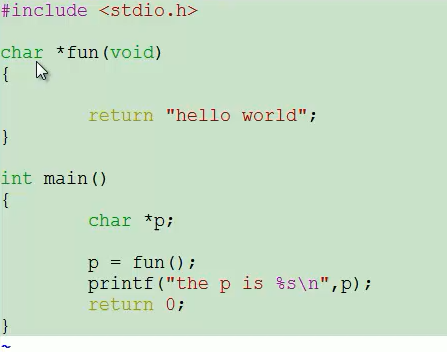 #include <stdio.h>
char *fun(void)
{
return "hello world";
}
int main()
{
char *p;
p = fun();
printf("the p is %s\n",p);
return 0;
}
~